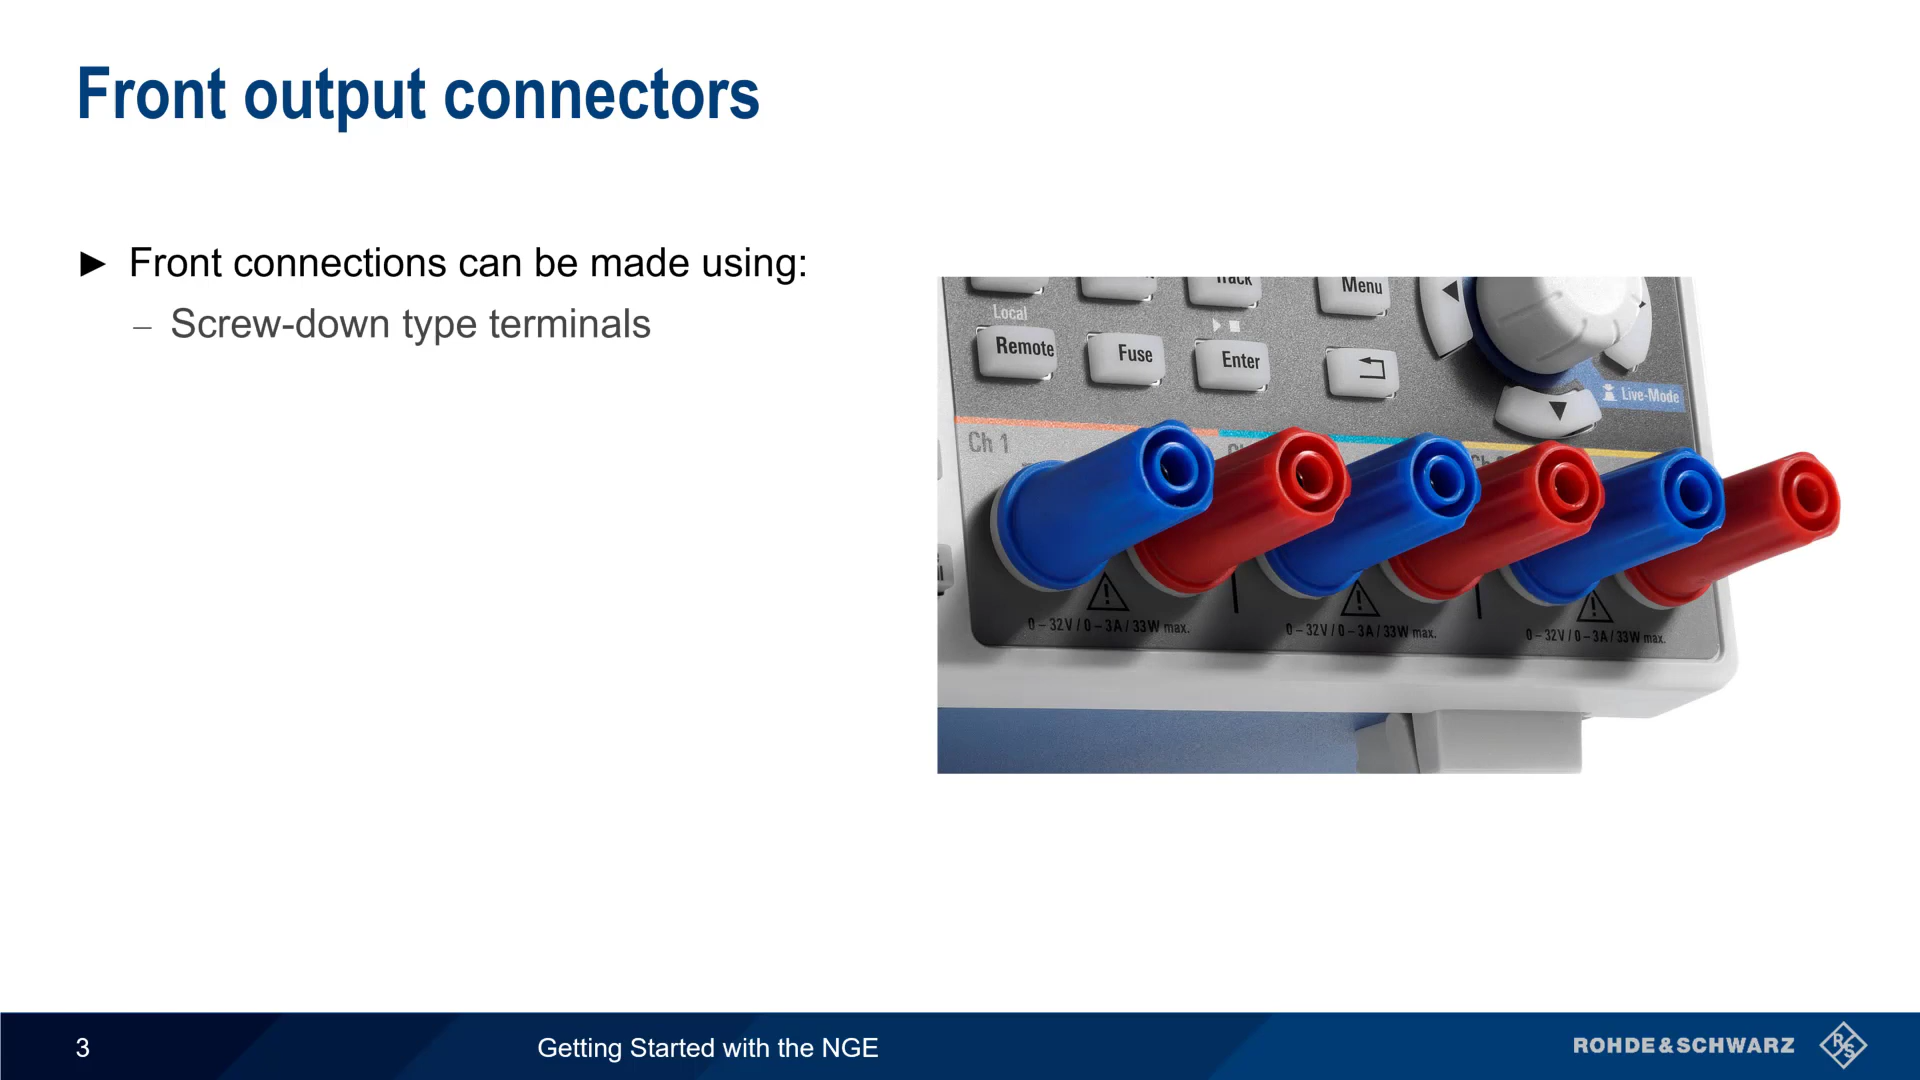 Front output connectors
► Front connections can be made using:
– Screw-down type terminals
Menu
Local
Remote
Fuse
Enter
Live-Mode
Ch 1
0 – 32V / 0 – 3A / 33W max.
0 – 32V / 0 – 3A / 33W max.
0 – 32V / 0 – 3A / 33W max.
3
Getting Started with the NGE
ROHDE & SCHWARZ
R S